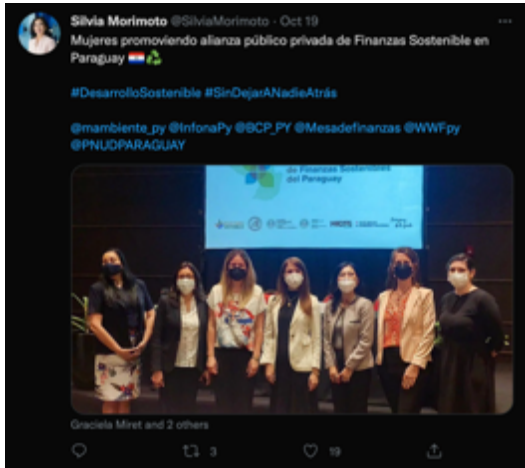 Silvia Morimoto @SilviaMorimoto · Oct 19
Mujeres promoviendo alianza público privada de Finanzas Sostenible en
Paraguay 🇵🇾♻️
#DesarrolloSostenible #SinDejarANadieAtrás
@mambiente_py @InfonaPy @BCP_PY @Mesadefinanzas @WWFpy
@PNUDPARAGUAY
de Finanzas Sostenibles
del Paraguay
Graciela Miret and 2 others
3
19